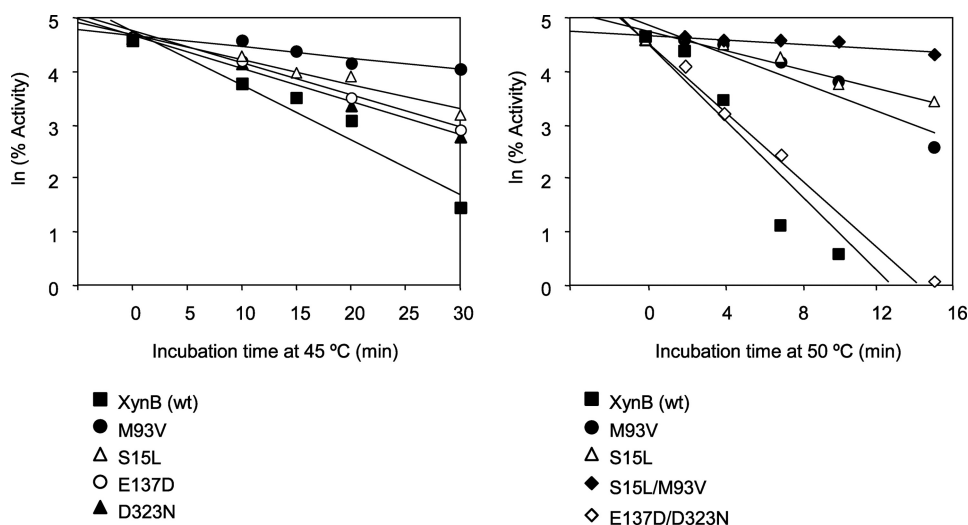 5
4
3
2
1
0
ln (% Activity)
0 5 10 15 20 25 30
Incubation time at 45 ºC (min)
XynB (wt)
M93V
S15L
E137D
D323N
5
4
3
2
1
0
ln (% Activity)
0 4 8 12 16
Incubation time at 50 ºC (min)
XynB (wt)
M93V
S15L
S15L/M93V
E137D/D323N